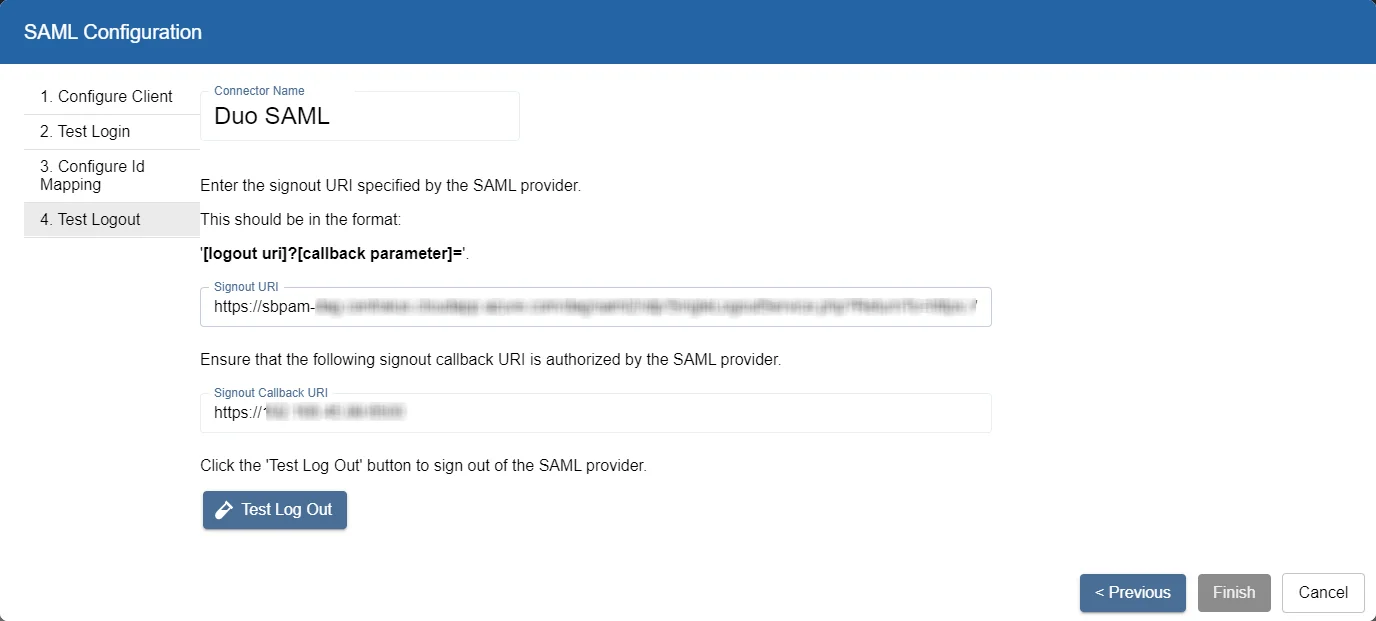 SAML Configuration
1. Configure Client
2. Test Login
3. Configure Id
Mapping
4. Test Logout
Connector Name
Duo SAML
Enter the signout URI specified by the SAML provider.
This should be in the format:
'[logout uri]?[callback parameter]='.
Signout URI
https://sbpam-
Ensure that the following signout callback URI is authorized by the SAML provider.
Signout Callback URI
https://
Click the 'Test Log Out' button to sign out of the SAML provider.
Test Log Out
< Previous
Finish
Cancel